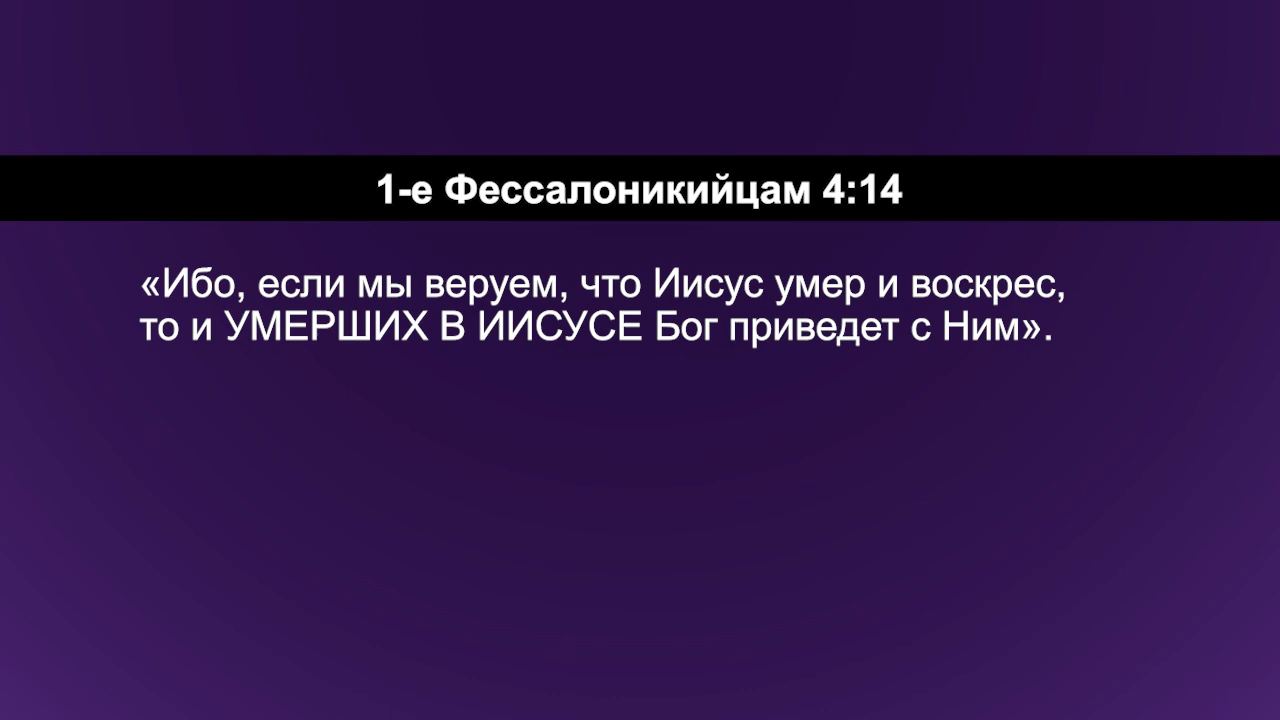 1-е Фессалоникийцам 4:14
«Ибо, если мы веруем, что Иисус умер и воскрес,
то и УМЕРШИХ В ИИСУСЕ Бог приведет с Ним».